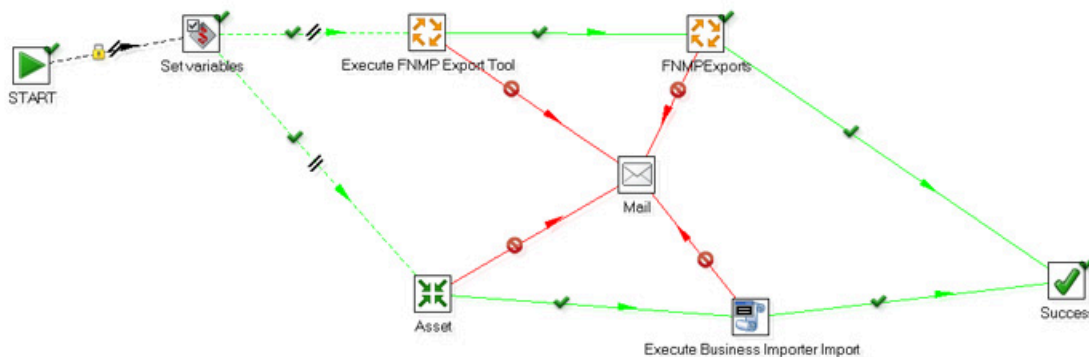 START
Set variables
Execute FNMP Export Tool
FNMPExports
Mail
Asset
Execute Business Importer Import
Succes